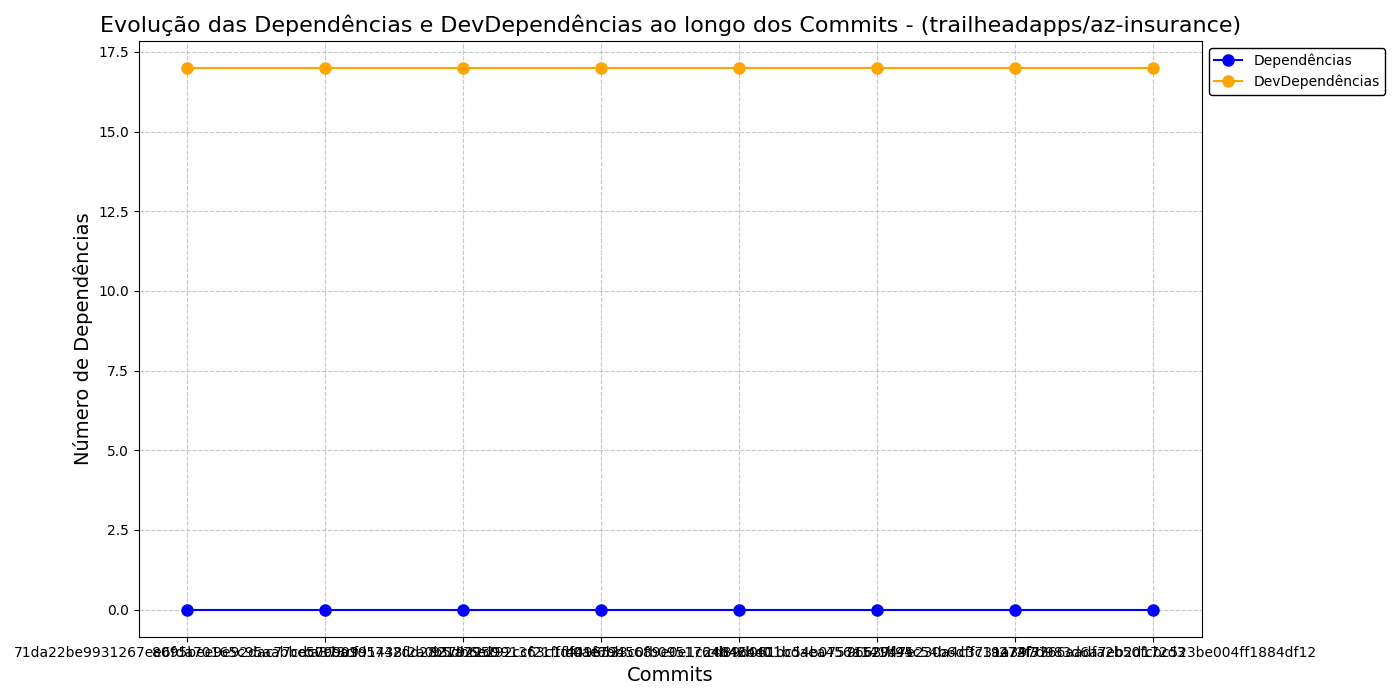 Evolução das Dependências e DevDependências ao longo dos Commits - (trailheadapps/az-insurance)
Dependências
DevDependências
Número de Dependências
17.5
15.0
12.5
10.0
7.5
5.0
2.5
0.0
Commits